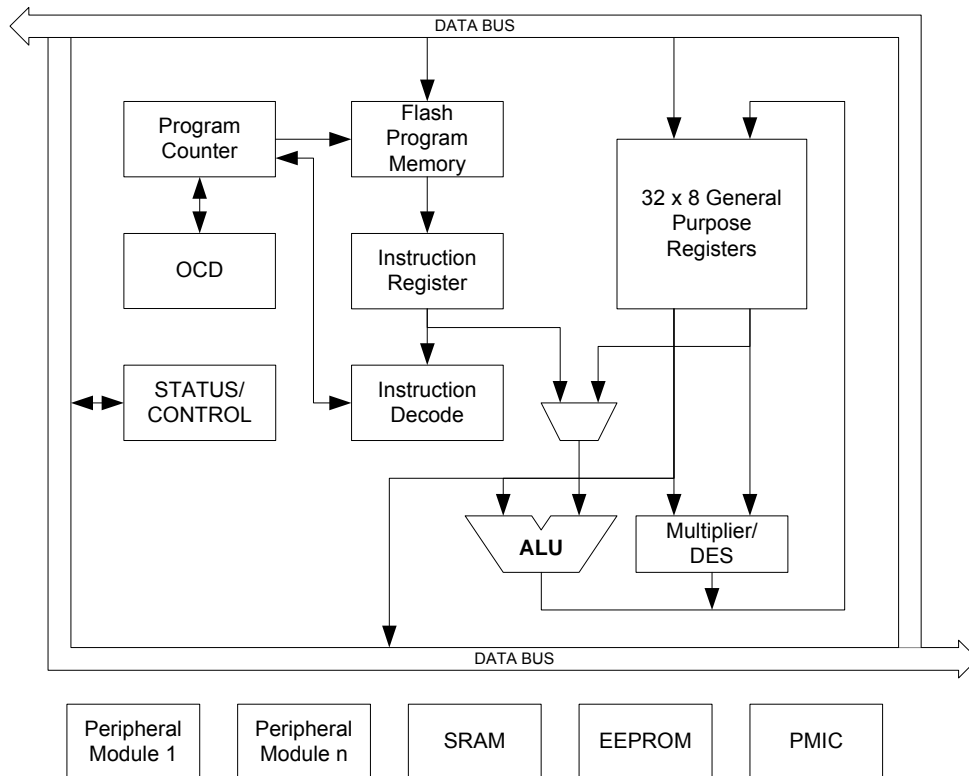 DATA BUS
Program
Counter
Flash
Program
Memory
32 x 8 General
Purpose
Registers
OCD
Instruction
Register
STATUS/
CONTROL
Instruction
Decode
ALU
Multiplier/
DES
DATA BUS
Peripheral
Module 1
Peripheral
Module n
SRAM
EEPROM
PMIC